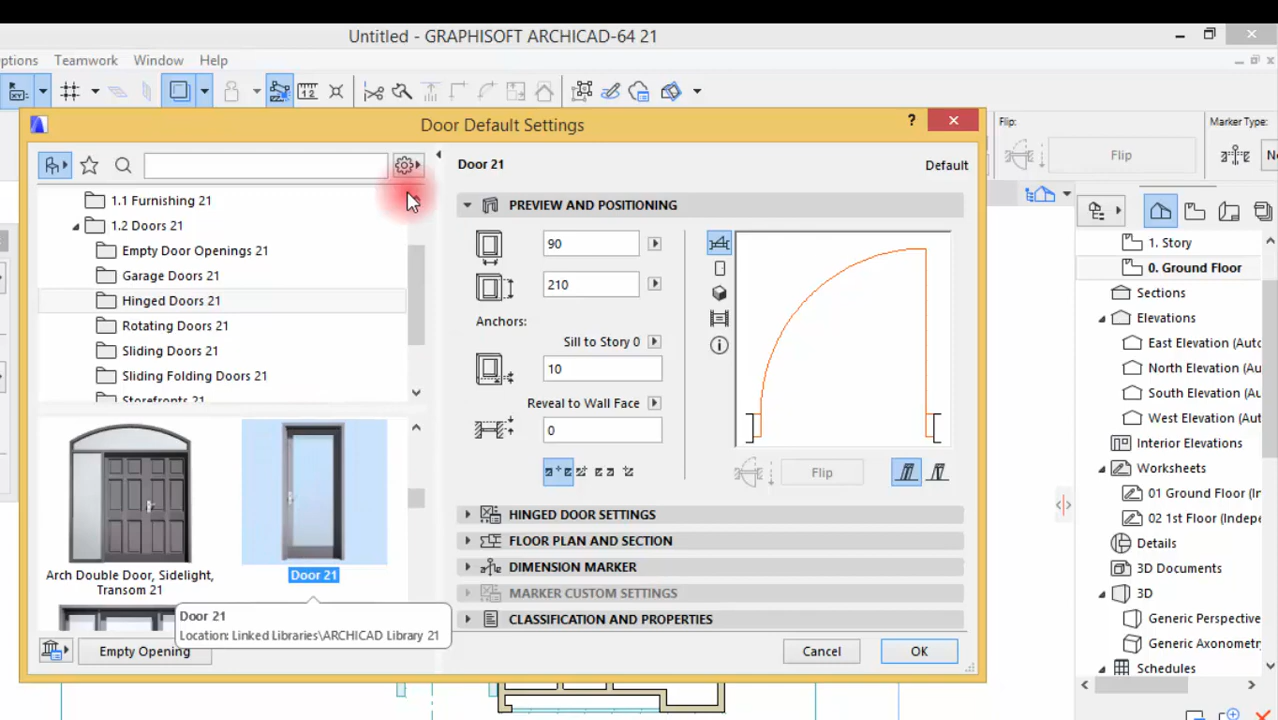 Untitled - GRAPHISOFT ARCHICAD-64 21
ptions Teamwork Window Help
1.2
Door Default Settings
?
Flip:
Marker Type:
Flip
Door 21
Default
1.1 Furnishing 21
1.2 Doors 21
Empty Door Openings 21
Garage Doors 21
Hinged Doors 21
Rotating Doors 21
Sliding Doors 21
Sliding Folding Doors 21
Storefronts 21
PREVIEW AND POSITIONING
90
210
Anchors:
Sill to Story 0
10
Reveal to Wall Face
0
Flip
HINGED DOOR SETTINGS
FLOOR PLAN AND SECTION
DIMENSION MARKER
MARKER CUSTOM SETTINGS
CLASSIFICATION AND PROPERTIES
Arch Double Door, Sidelight,
Transom 21
Door 21
Door 21
Location: Linked Libraries\ARCHICAD Library 21
Empty Opening
Cancel
OK
1. Story
0. Ground Floor
Sections
Elevations
East Elevation (Auto
North Elevation (Au
South Elevation (Au
West Elevation (Aut
Interior Elevations
Worksheets
01 Ground Floor (In
02 1st Floor (Indepe
Details
3D Documents
3D
Generic Perspective
Generic Axonometry
Schedules